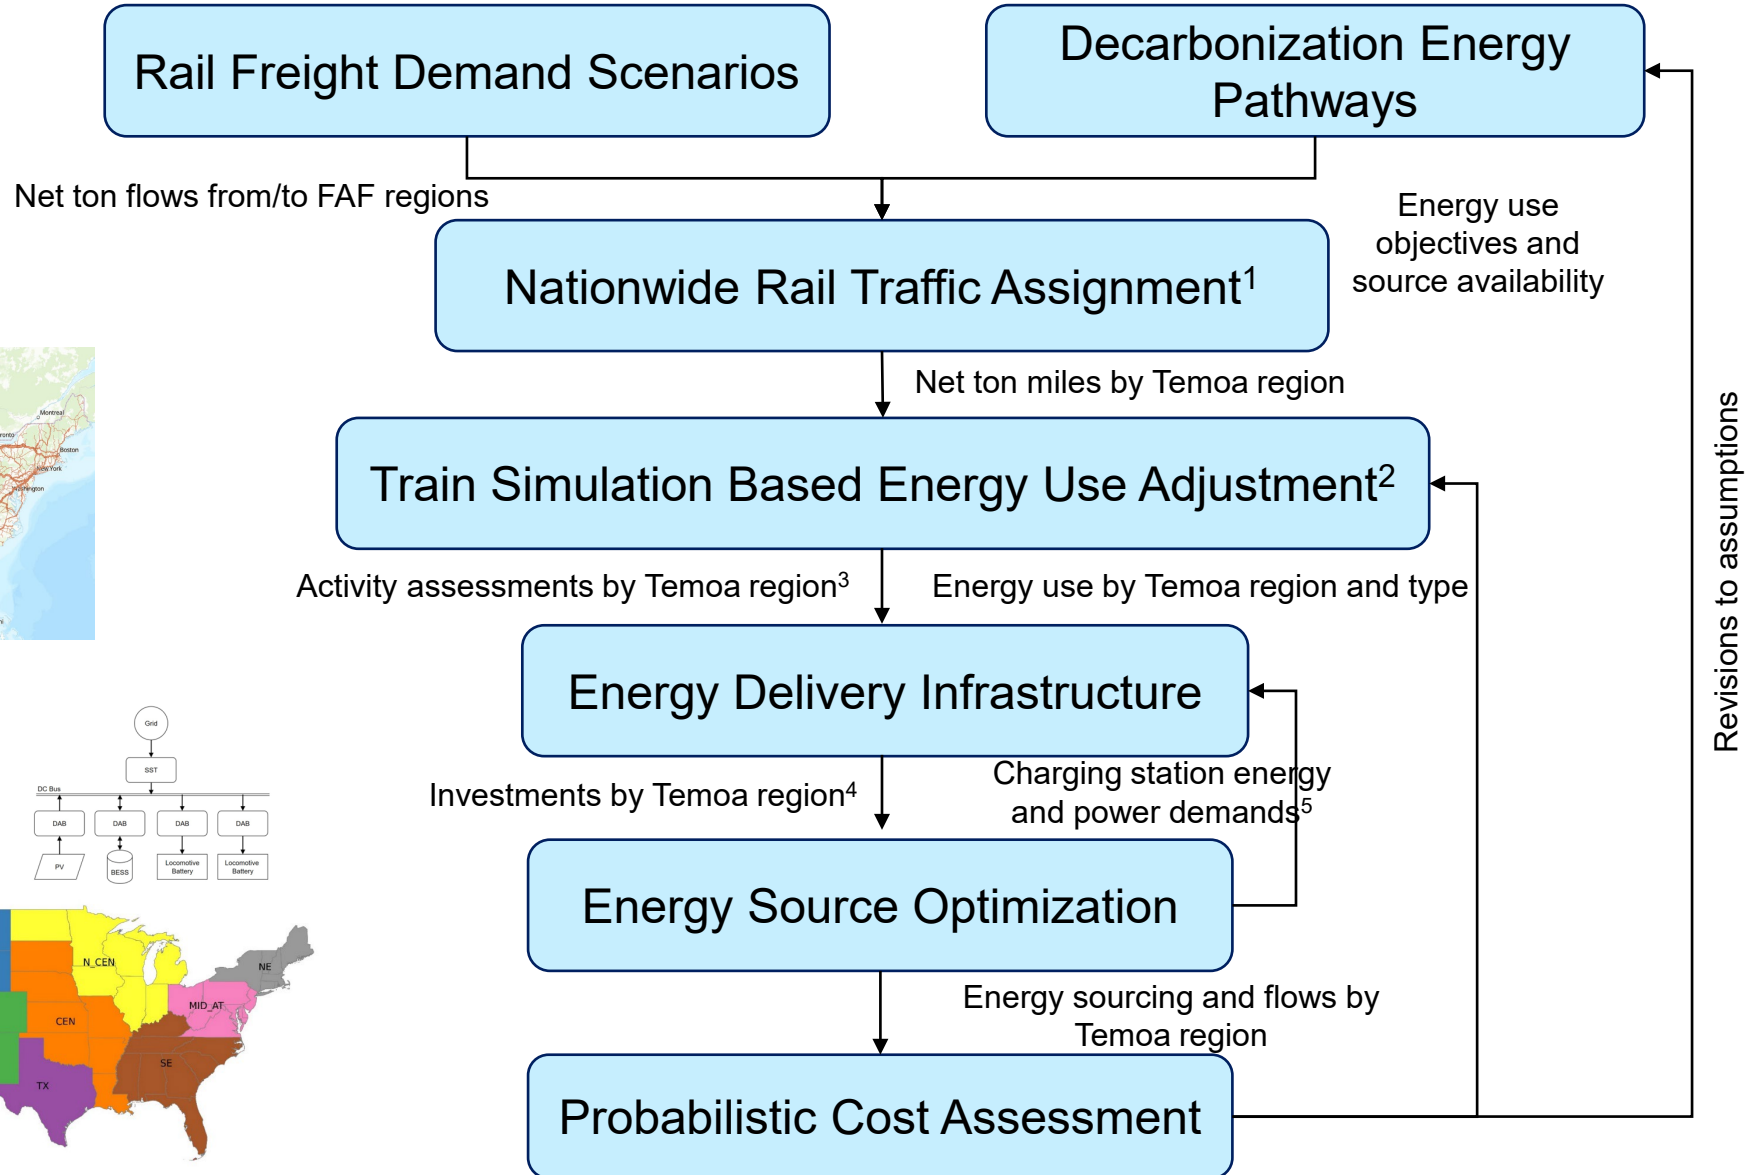 Rail Freight Demand Scenarios
Decarbonization Energy
Pathways
Net ton flows from/to FAF regions
Energy use
objectives and
source availability
Nationwide Rail Traffic Assignment¹
Net ton miles by Temoa region
Revisions to assumptions
Train Simulation Based Energy Use Adjustment²
Activity assessments by Temoa region³
Energy use by Temoa region and type
Energy Delivery Infrastructure
Investments by Temoa region⁴
Charging station energy
and power demands⁵
Energy Source Optimization
Energy sourcing and flows by
Temoa region
Probabilistic Cost Assessment
Montreal
Boston
New York
Washington
Grid
SST
DC Bus
DAB
DAB
DAB
DAB
PV
BESS
Locomotive
Battery
Locomotive
Battery
N_CEN
NE
MID_AT
CEN
SE
TX